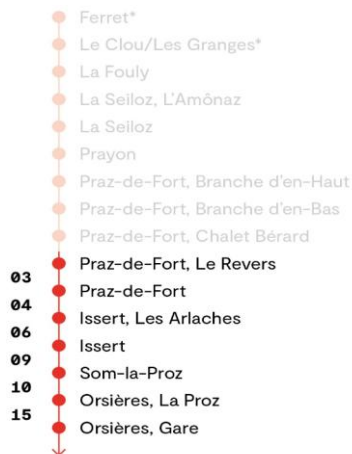 Ferret*
Le Clou/Les Granges*
La Fouly
La Seiloz, L'Amônaz
La Seiloz
Prayon
Praz-de-Fort, Branche d'en-Haut
Praz-de-Fort, Branche d'en-Bas
Praz-de-Fort, Chalet Bérard
Praz-de-Fort, Le Revers
03
Praz-de-Fort
04
Issert, Les Arlaches
06
Issert
09
Som-la-Proz
10
Orsières, La Proz
15
Orsières, Gare